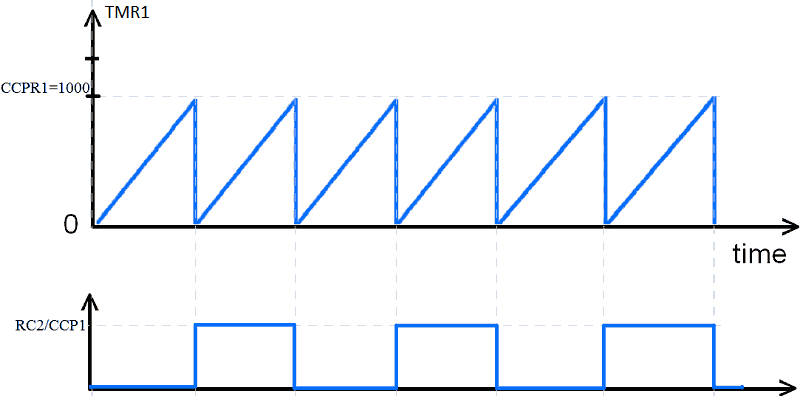 TMR1
CCPR1=1000
0
time
RC2/CCP1